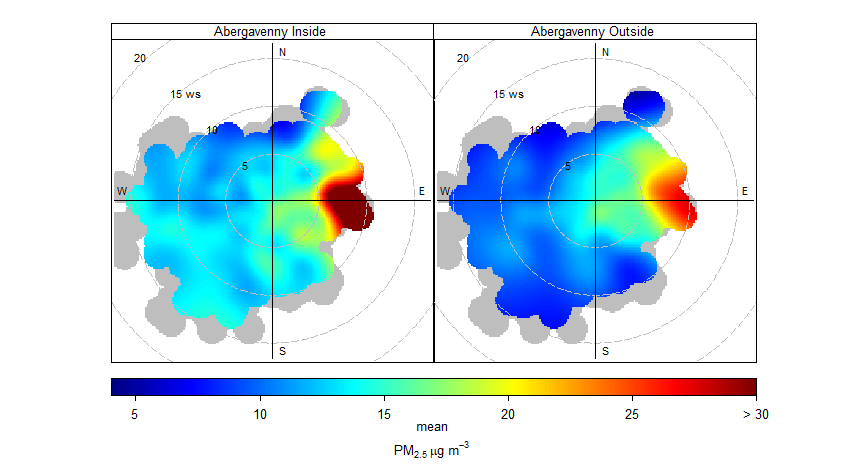 Abergavenny Inside
Abergavenny Outside
N
20
15 ws
10
5
W
E
S
N
20
15 ws
10
5
W
E
S
5
10
15
20
25
> 30
mean
PM₂.₅ μg m⁻³